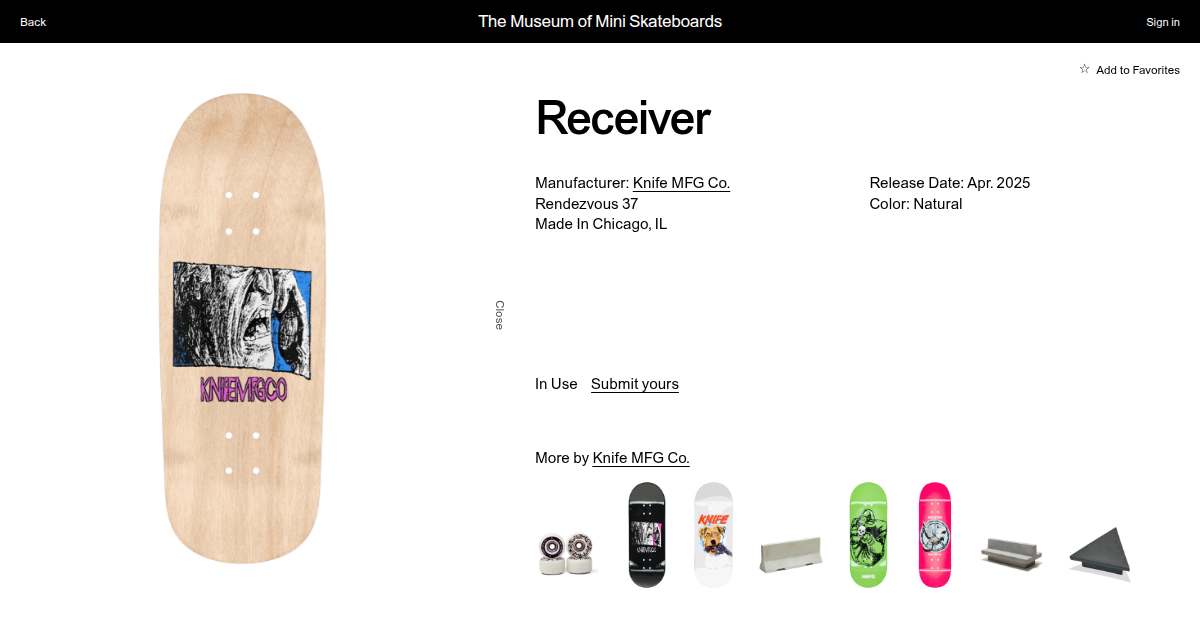 Back
The Museum of Mini Skateboards
Sign in
☆ Add to Favorites
Receiver
Manufacturer: Knife MFG Co.
Rendezvous 37
Made In Chicago, IL
Release Date: Apr. 2025
Color: Natural
KNIFEMFGCO
Close
In Use Submit yours
More by Knife MFG Co.
KNIFE